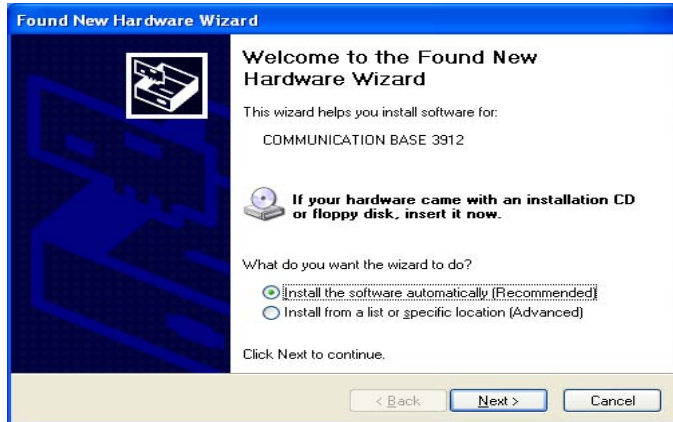 Found New Hardware Wizard
Welcome to the Found New
Hardware Wizard
This wizard helps you install software for:
COMMUNICATION BASE 3912
If your hardware came with an installation CD
or floppy disk, insert it now.
What do you want the wizard to do?
Install the software automatically (Recommended)
Install from a list or specific location (Advanced)
Click Next to continue.
< Back Next > Cancel